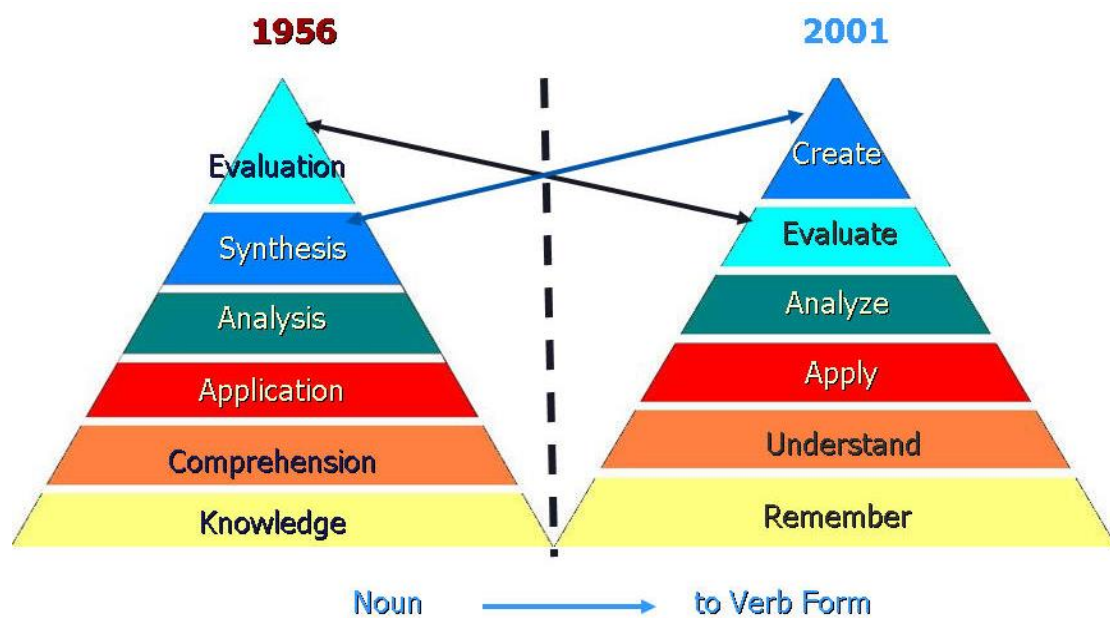 1956
Evaluation
Synthesis
Analysis
Application
Comprehension
Knowledge
2001
Create
Evaluate
Analyze
Apply
Understand
Remember
Noun
to Verb Form